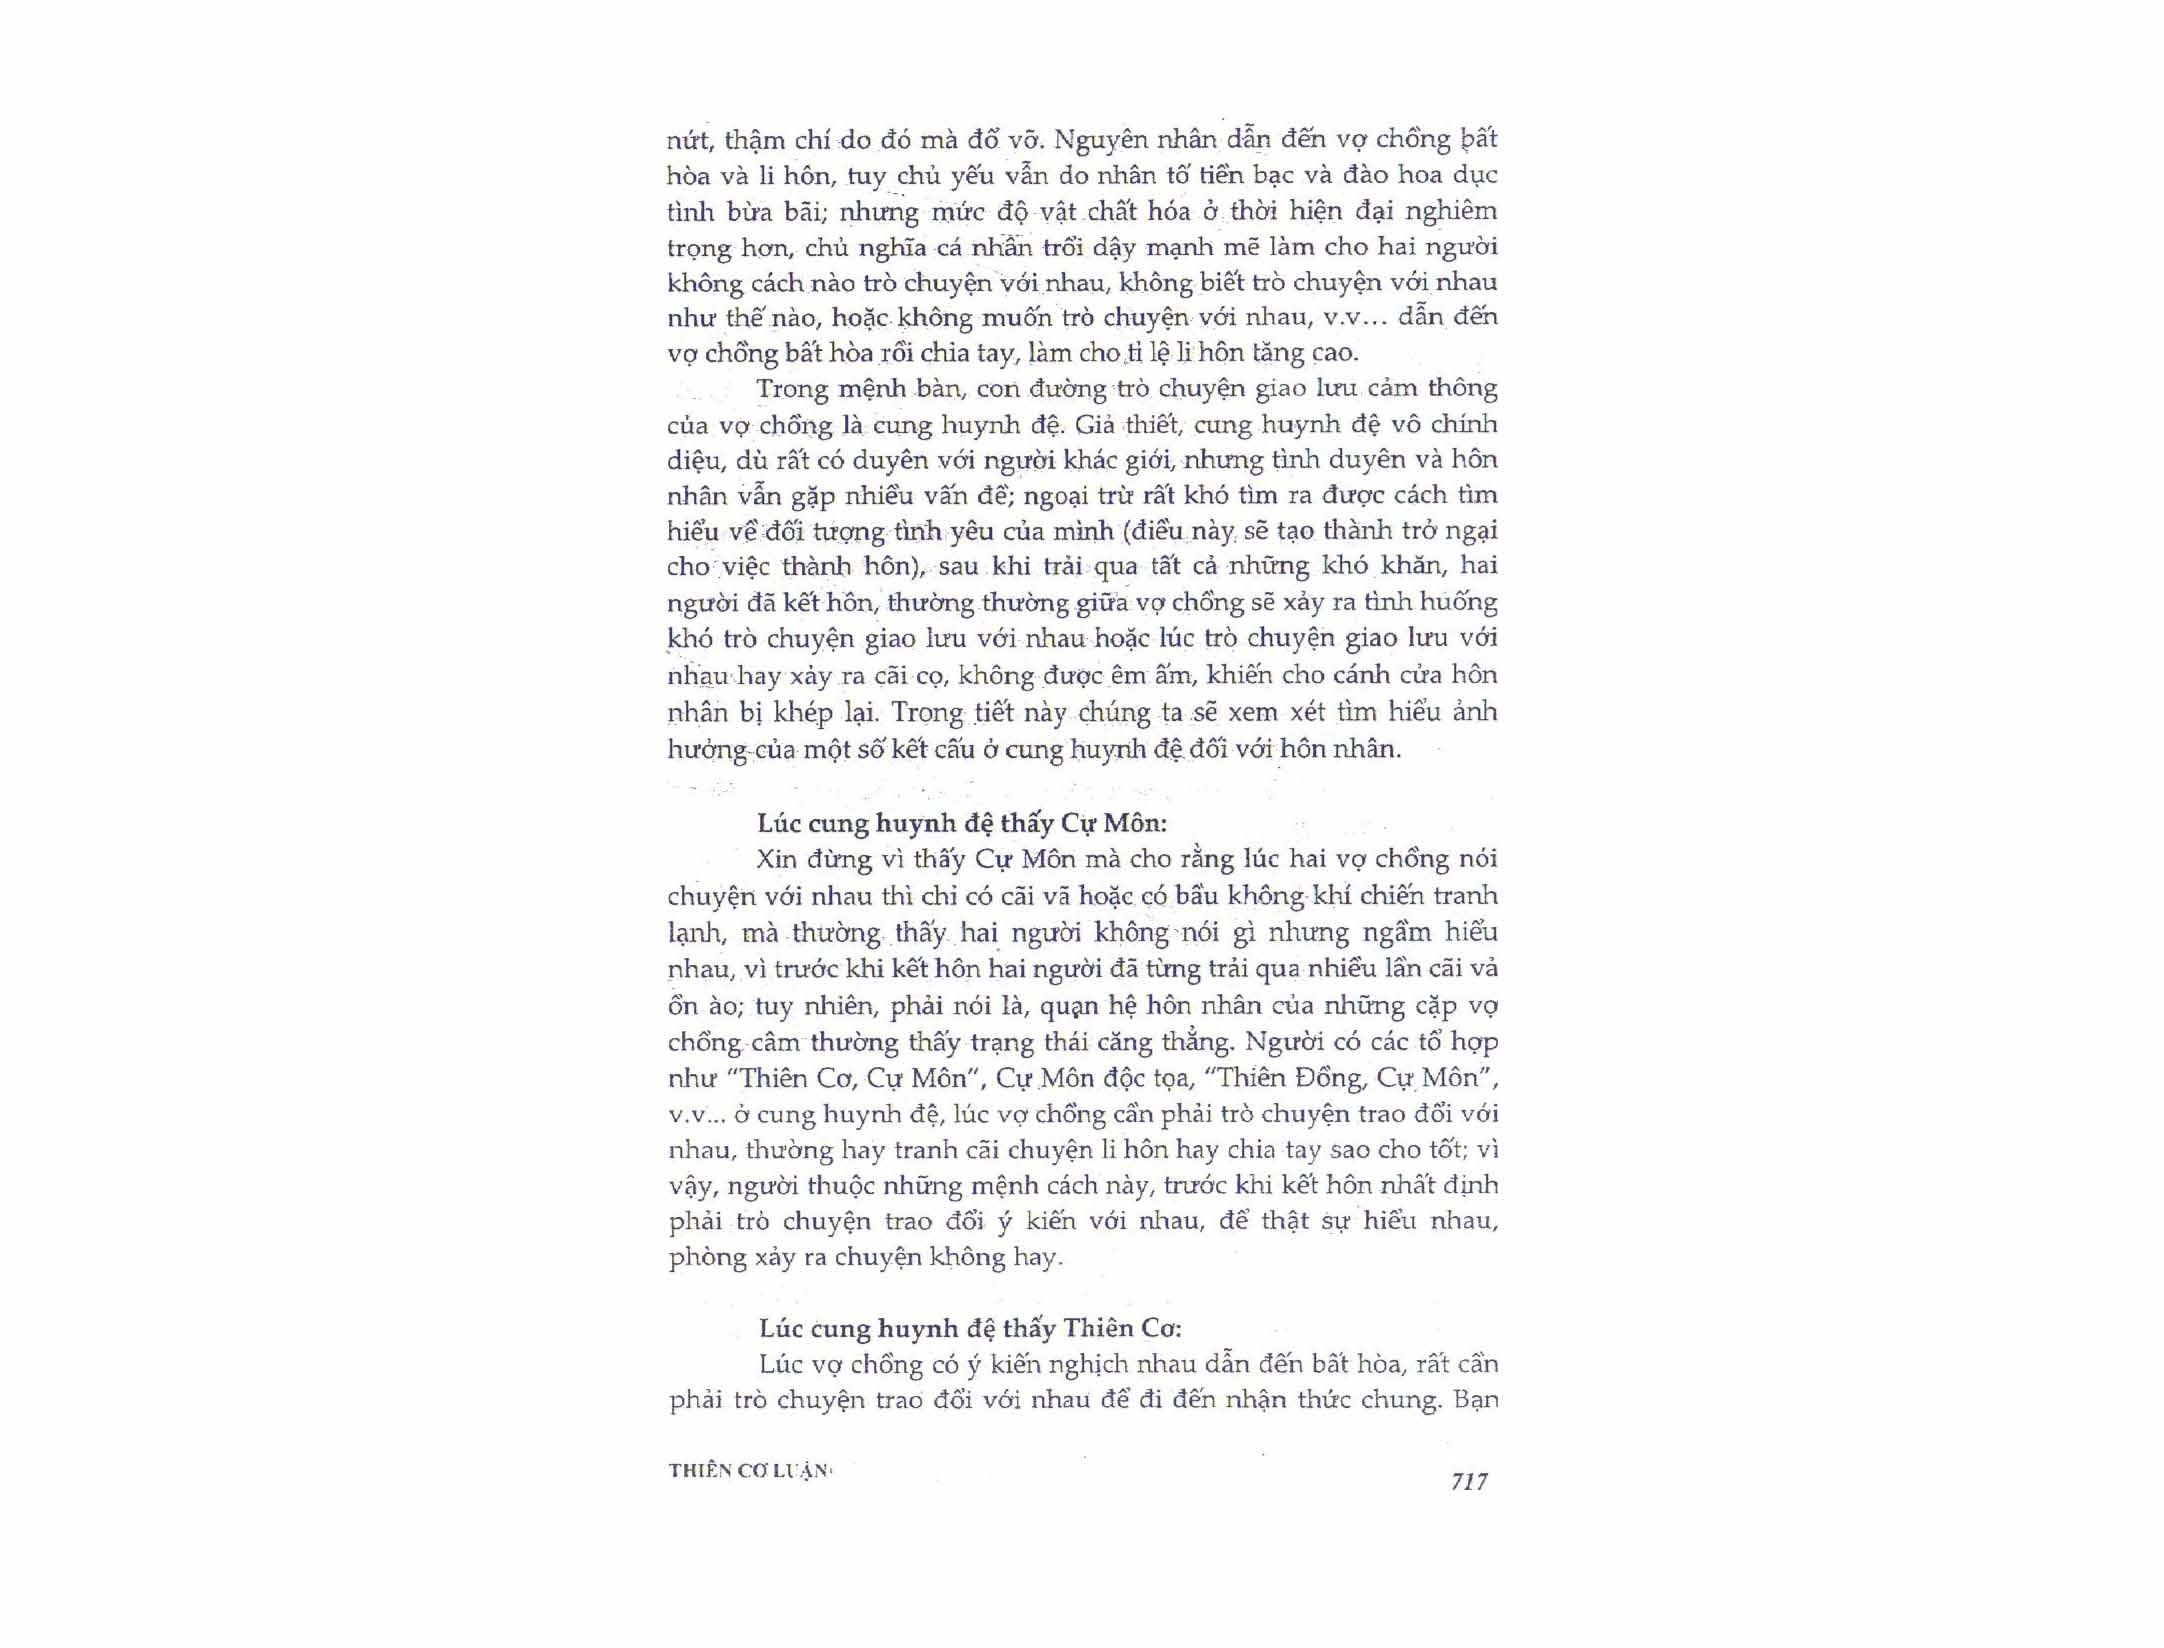 nứt, thậm chí do đó mà đổ vỡ. Nguyên nhân dẫn đến vợ chồng bất
hòa và li hôn, tuy chủ yếu vẫn do nhân tố tiền bạc và đào hoa dục
tình bừa bãi; nhưng mức độ vật chất hóa ở thời hiện đại nghiêm
trọng hơn, chủ nghĩa cá nhân trổi dậy mạnh mẽ làm cho hai người
không cách nào trò chuyện với nhau, không biết trò chuyện với nhau
như thế nào, hoặc không muốn trò chuyện với nhau, v.v... dẫn đến
vợ chồng bất hòa rồi chia tay, làm cho tỉ lệ li hôn tăng cao.
Trong mệnh bàn, con đường trò chuyện giao lưu cảm thông
của vợ chồng là cung huynh đệ. Giả thiết, cung huynh đệ vô chính
diệu, dù rất có duyên với người khác giới, nhưng tình duyên và hôn
nhân vẫn gặp nhiều vấn đề; ngoại trừ rất khó tìm ra được cách tìm
hiểu về đối tượng tình yêu của mình (điều này sẽ tạo thành trở ngại
cho việc thành hôn), sau khi trải qua tất cả những khó khăn, hai
người đã kết hôn, thường thường giữa vợ chồng sẽ xảy ra tình huống
khó trò chuyện giao lưu với nhau hoặc lúc trò chuyện giao lưu với
nhau hay xảy ra cãi cọ, không được êm ấm, khiến cho cánh cửa hôn
nhân bị khép lại. Trong tiết này chúng ta sẽ xem xét tìm hiểu ảnh
hưởng của một số kết cấu ở cung huynh đệ đối với hôn nhân.
Lúc cung huynh đệ thấy Cự Môn:
Xin đừng vì thấy Cự Môn mà cho rằng lúc hai vợ chồng nói
chuyện với nhau thì chỉ có cãi vã hoặc có bầu không khí chiến tranh
lạnh, mà thường thấy hai người không nói gì nhưng ngầm hiểu
nhau, vì trước khi kết hôn hai người đã từng trải qua nhiều lần cãi vả
ồn ào; tuy nhiên, phải nói là, quan hệ hôn nhân của những cặp vợ
chồng câm thường thấy trạng thái căng thẳng. Người có các tổ hợp
như "Thiên Cơ, Cự Môn", Cự Môn độc tọa, "Thiên Đồng, Cự Môn",
v.v... ở cung huynh đệ, lúc vợ chồng cần phải trò chuyện trao đổi với
nhau, thường hay tranh cãi chuyện li hôn hay chia tay sao cho tốt; vì
vậy, người thuộc những mệnh cách này, trước khi kết hôn nhất định
phải trò chuyện trao đổi ý kiến với nhau, để thật sự hiểu nhau,
phòng xảy ra chuyện không hay.
Lúc cung huynh đệ thấy Thiên Cơ:
Lúc vợ chồng có ý kiến nghịch nhau dẫn đến bất hòa, rất cần
phải trò chuyện trao đổi với nhau để đi đến nhận thức chung. Bạn
THIÊN CƠ LUẬN
717